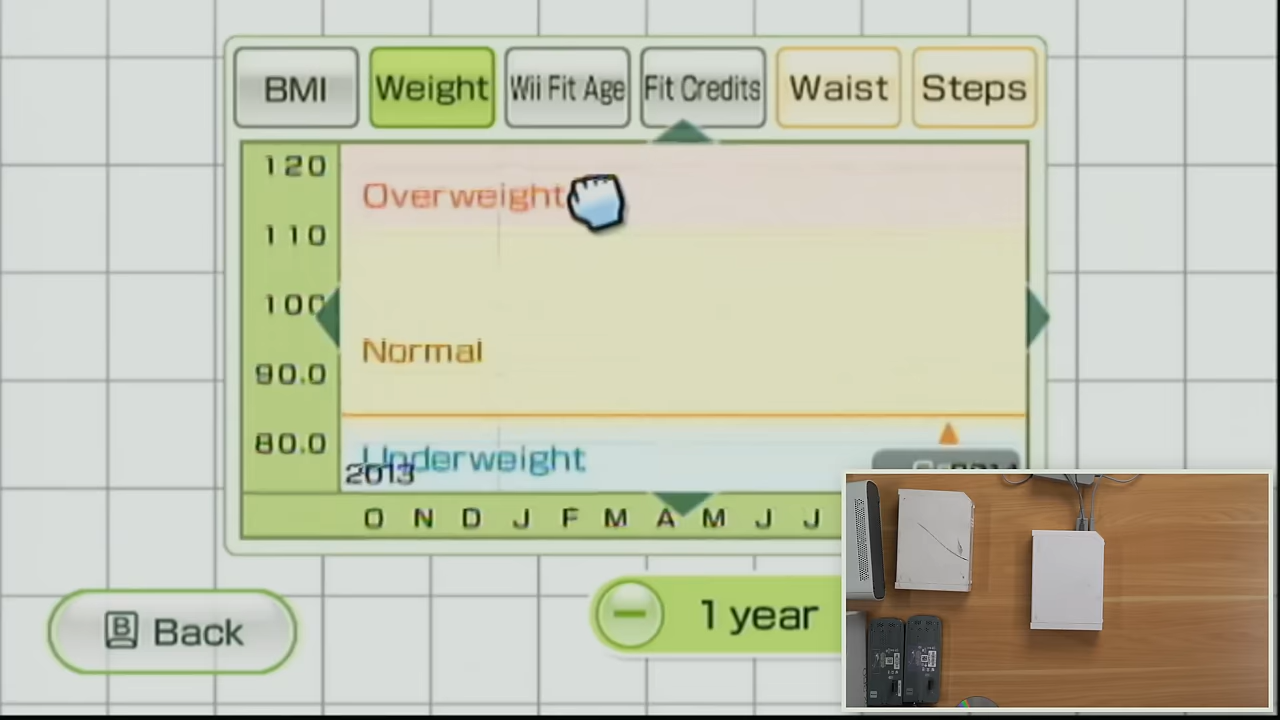 BMI Weight Wii Fit Age Fit Credits Waist Steps
120
Overweight
110
100
Normal
90.0
80.0
Underweight
2013
O N D J F M A M J J
B Back
1 year